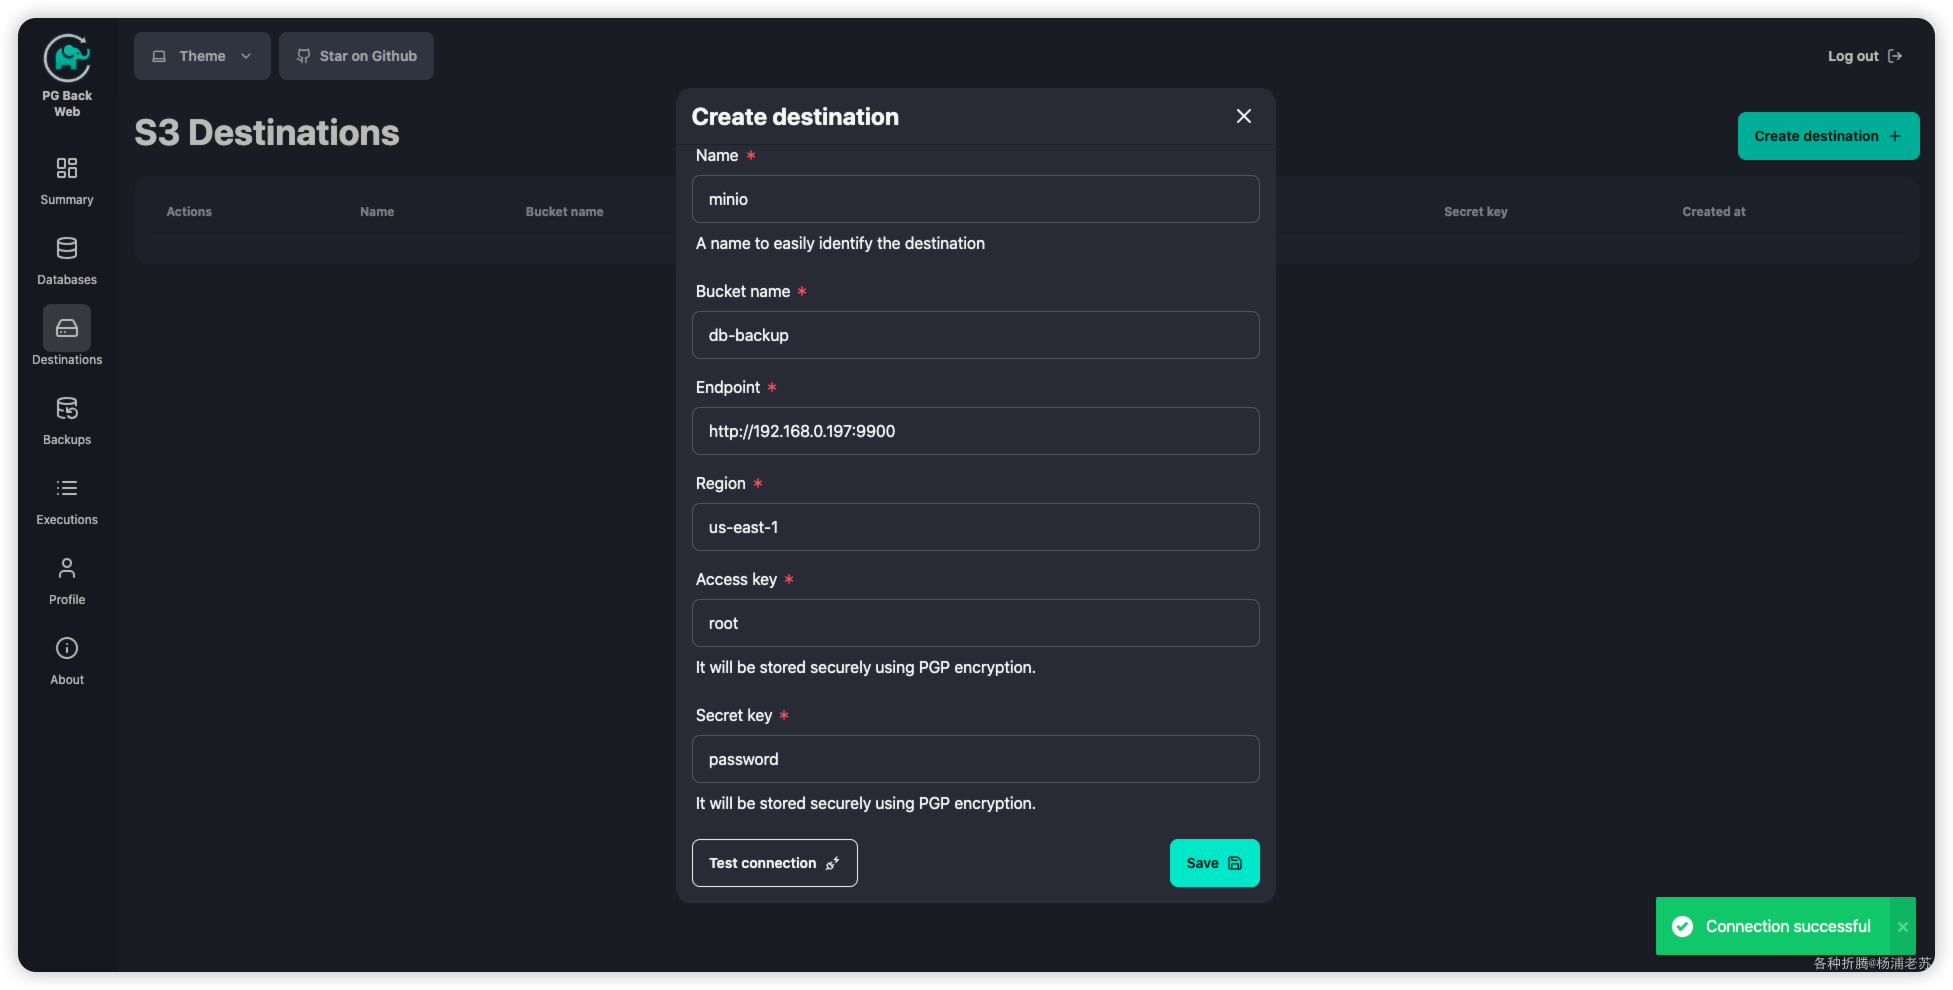 PG Back
Web
Theme
Star on Github
Log out
S3 Destinations
Create destination
Actions
Name
Bucket name
Secret key
Created at
Summary
Databases
Destinations
Backups
Executions
Profile
About
Create destination
Name *
minio
A name to easily identify the destination
Bucket name *
db-backup
Endpoint *
http://192.168.0.197:9900
Region *
us-east-1
Access key *
root
It will be stored securely using PGP encryption.
Secret key *
password
It will be stored securely using PGP encryption.
Test connection
Save
Connection successful
各种折腾@杨浦老苏